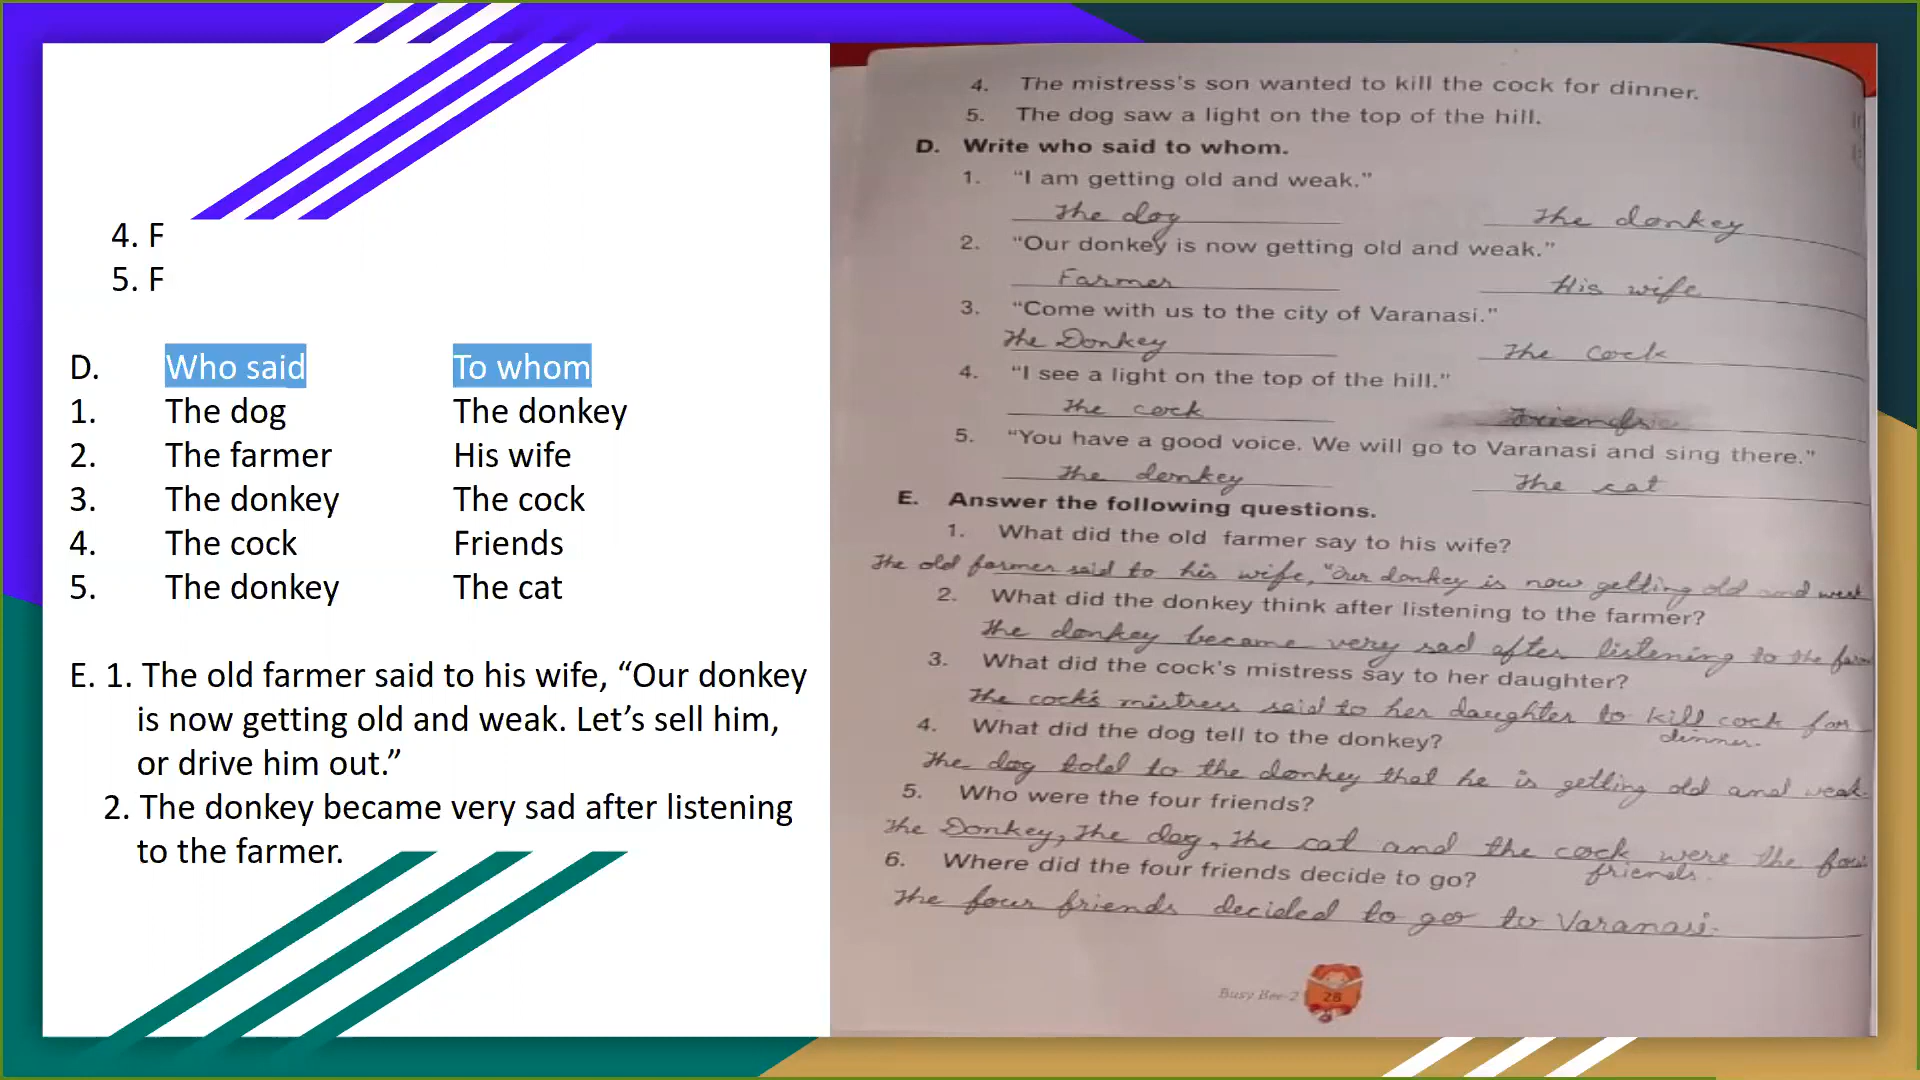 4. F
5. F
D. Who said To whom
1. The dog The donkey
2. The farmer His wife
3. The donkey The cock
4. The cock Friends
5. The donkey The cat
E. 1. The old farmer said to his wife, “Our donkey
is now getting old and weak. Let’s sell him,
or drive him out.”
2. The donkey became very sad after listening
to the farmer.
4. The mistress's son wanted to kill the cock for dinner.
5. The dog saw a light on the top of the hill.
D. Write who said to whom.
1. “I am getting old and weak.”
The dog The donkey
2. “Our donkey is now getting old and weak.”
Farmer His wife
3. “Come with us to the city of Varanasi.”
The Donkey The cock
4. “I see a light on the top of the hill.”
The cock Friends
5. “You have a good voice. We will go to Varanasi and sing there.”
The donkey The cat
E. Answer the following questions.
1. What did the old farmer say to his wife?
The old farmer said to his wife, “Our donkey is now getting old and weak
2. What did the donkey think after listening to the farmer?
The donkey became very sad after listening to the
3. What did the cock's mistress say to her daughter?
The cock's mistress said to her daughter to kill cock for
dinner.
4. What did the dog tell to the donkey?
The dog told to the donkey that he is getting old and weak.
5. Who were the four friends?
The Donkey, The dog, The cat and the cock were the four
friends.
6. Where did the four friends decide to go?
The four friends decided to go to Varanasi.
Busy Bee-2 28